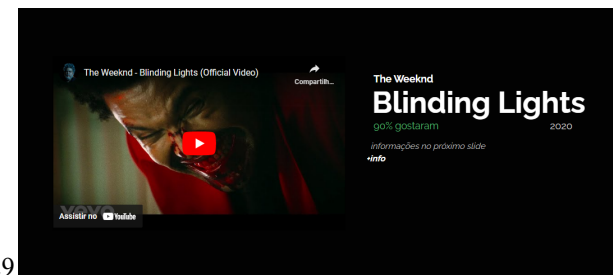 The Weeknd - Blinding Lights (Official Video)
Compartilh...
vevo
Assistir no YouTube
The Weeknd
Blinding Lights
90% gostaram 2020
informações no próximo slide
+info
9